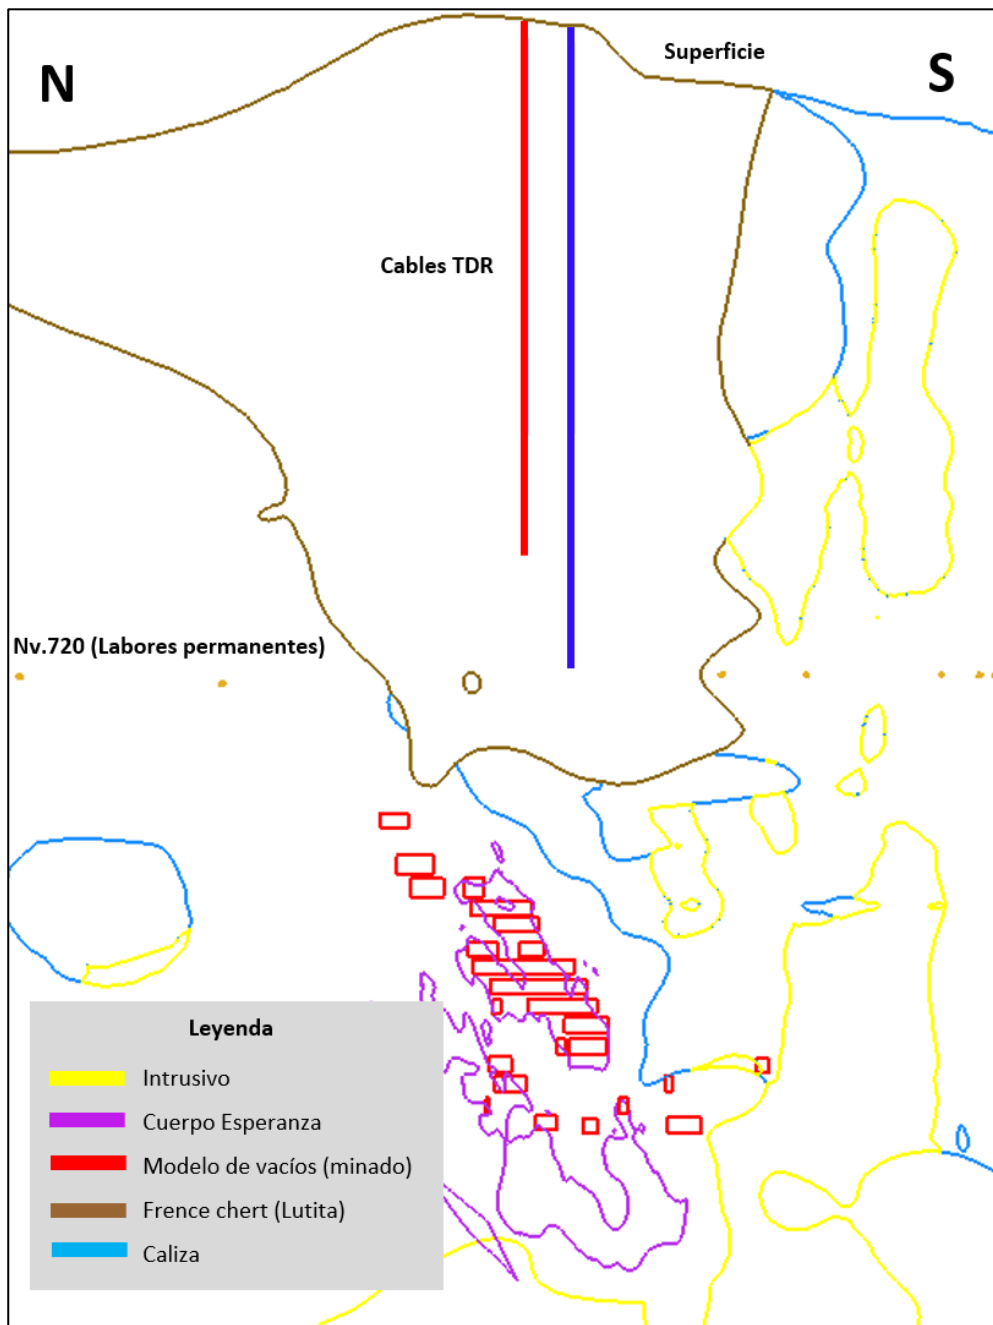 N
Superficie
S
Cables TDR
Nv.720 (Labores permanentes)
Leyenda
Intrusivo
Cuerpo Esperanza
Modelo de vacíos (minado)
Frence chert (Lutita)
Caliza